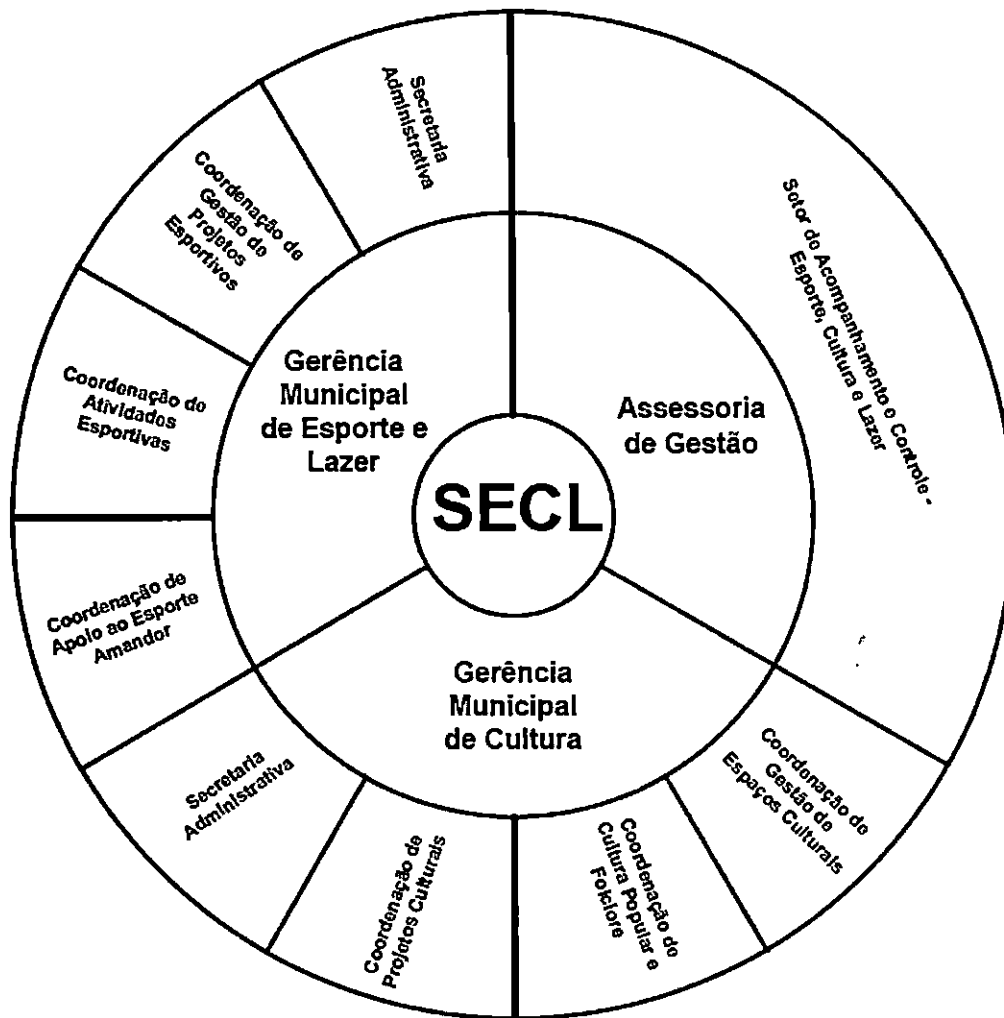 SECL
Assessoria
de Gestão
Setor de Acompanhamento e Controle -
Esporte, Cultura e Lazer
Gerência
Municipal
de Cultura
Coordenação de
Gestão de
Espaços Culturais
Coordenação de
Cultura Popular e
Folclore
Coordenação de
Projetos Culturais
Secretaria
Administrativa
Gerência
Municipal
de Esporte e
Lazer
Coordenação de
Apoio ao Esporte
Amandor
Coordenação de
Atividades
Esportivas
Coordenação de
Gestão de
Projetos
Esportivos
Secretaria
Administrativa